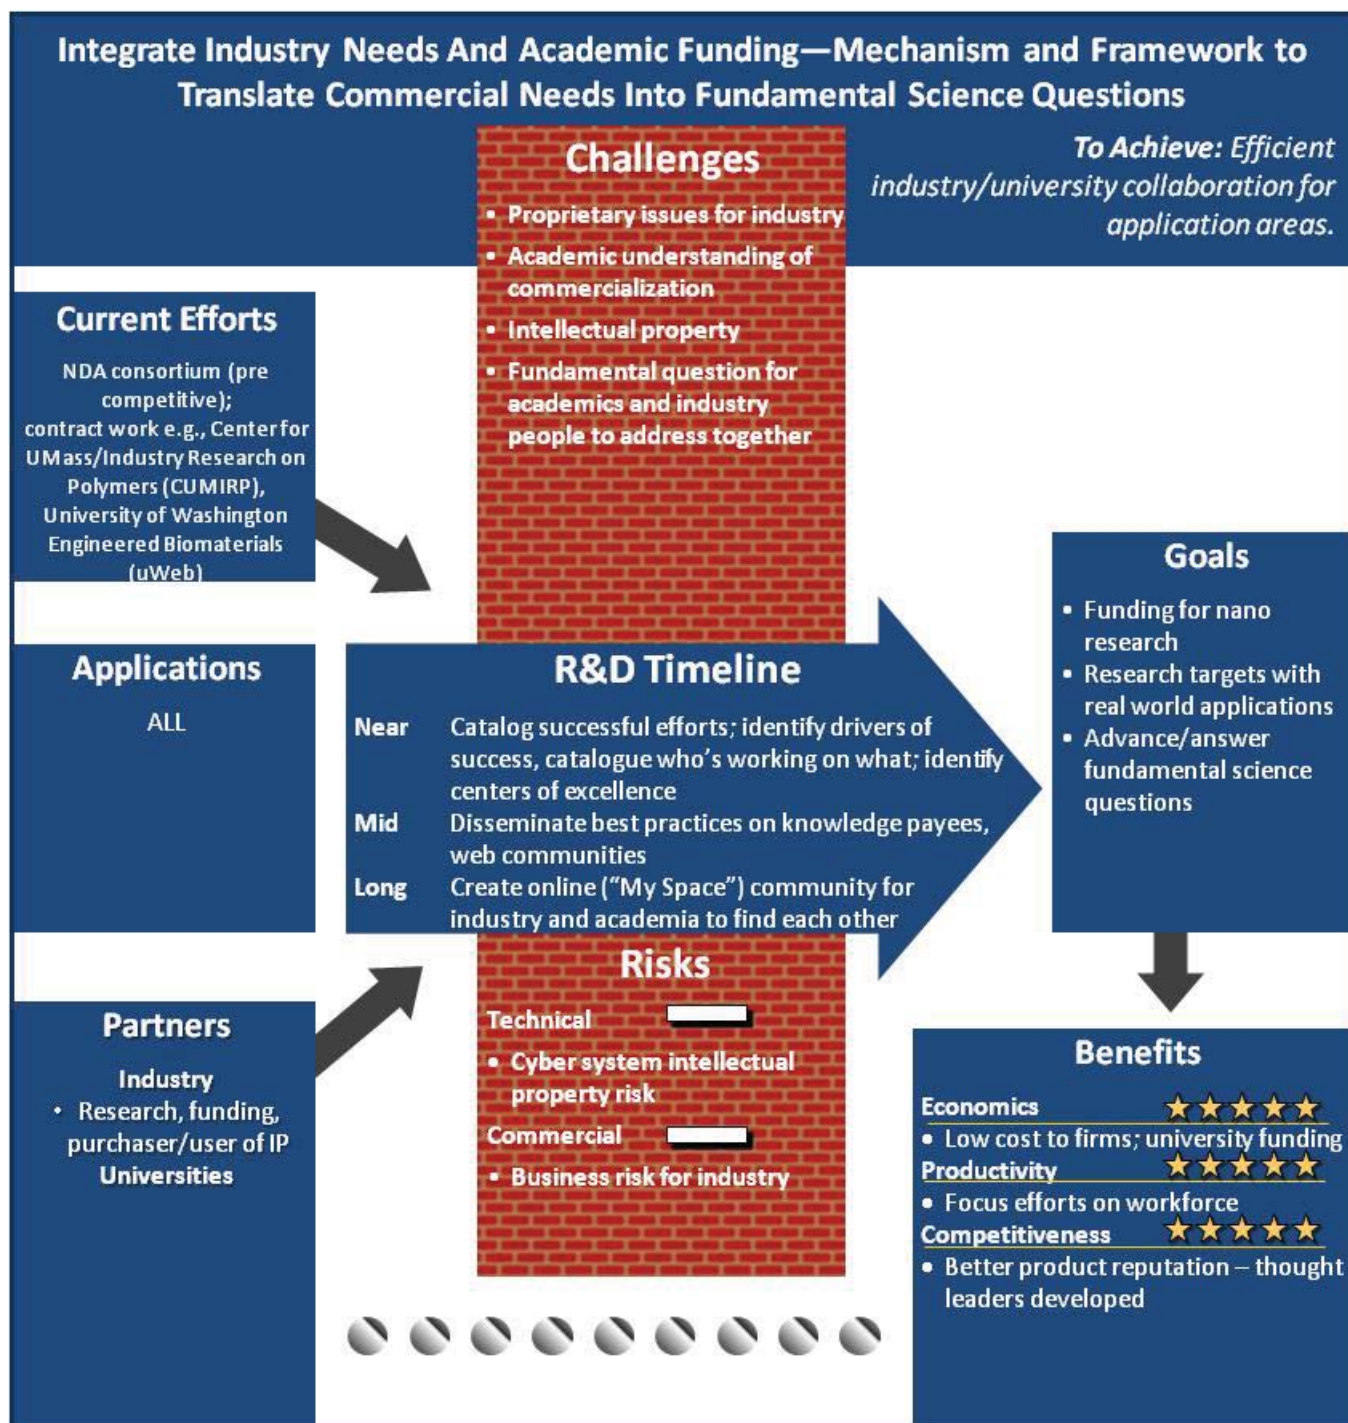 Integrate Industry Needs And Academic Funding—Mechanism and Framework to
Translate Commercial Needs Into Fundamental Science Questions
To Achieve: Efficient
industry/university collaboration for
application areas.
Challenges
• Proprietary issues for industry
• Academic understanding of
commercialization
• Intellectual property
• Fundamental question for
academics and industry
people to address together
Current Efforts
NDA consortium (pre
competitive);
contract work e.g., Center for
UMass/Industry Research on
Polymers (CUMIRP),
University of Washington
Engineered Biomaterials
(uWeb)
Applications
ALL
Partners
Industry
• Research, funding,
purchaser/user of IP
Universities
R&D Timeline
Near Catalog successful efforts; identify drivers of
success, catalogue who's working on what; identify
centers of excellence
Mid Disseminate best practices on knowledge payees,
web communities
Long Create online (“My Space”) community for
industry and academia to find each other
Risks
Technical
• Cyber system intellectual
property risk
Commercial
• Business risk for industry
Goals
• Funding for nano
research
• Research targets with
real world applications
• Advance/answer
fundamental science
questions
Benefits
Economics
• Low cost to firms; university funding
Productivity
• Focus efforts on workforce
Competitiveness
• Better product reputation – thought
leaders developed